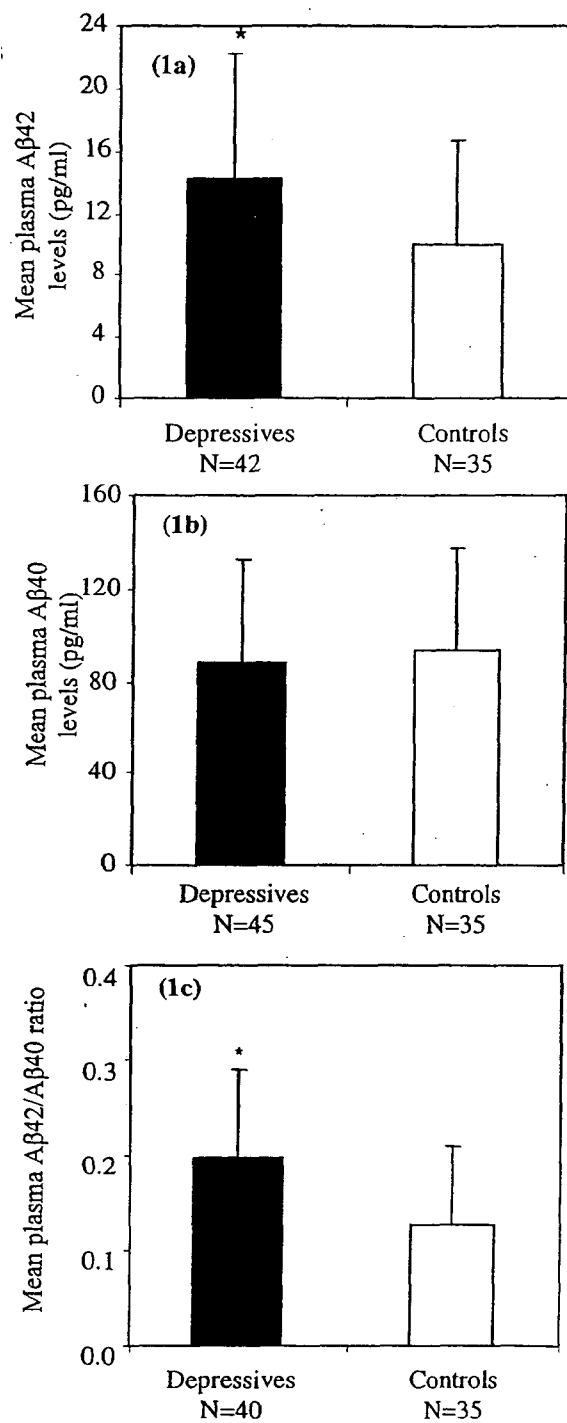 (1a)
Mean plasma Aβ42
levels (pg/ml)
24
20
16
12
8
4
0
*
Depressives
N=42
Controls
N=35
(1b)
Mean plasma Aβ40
levels (pg/ml)
160
120
80
40
0
Depressives
N=45
Controls
N=35
(1c)
Mean plasma Aβ42/Aβ40 ratio
0.4
0.3
0.2
0.1
0.0
*
Depressives
N=40
Controls
N=35